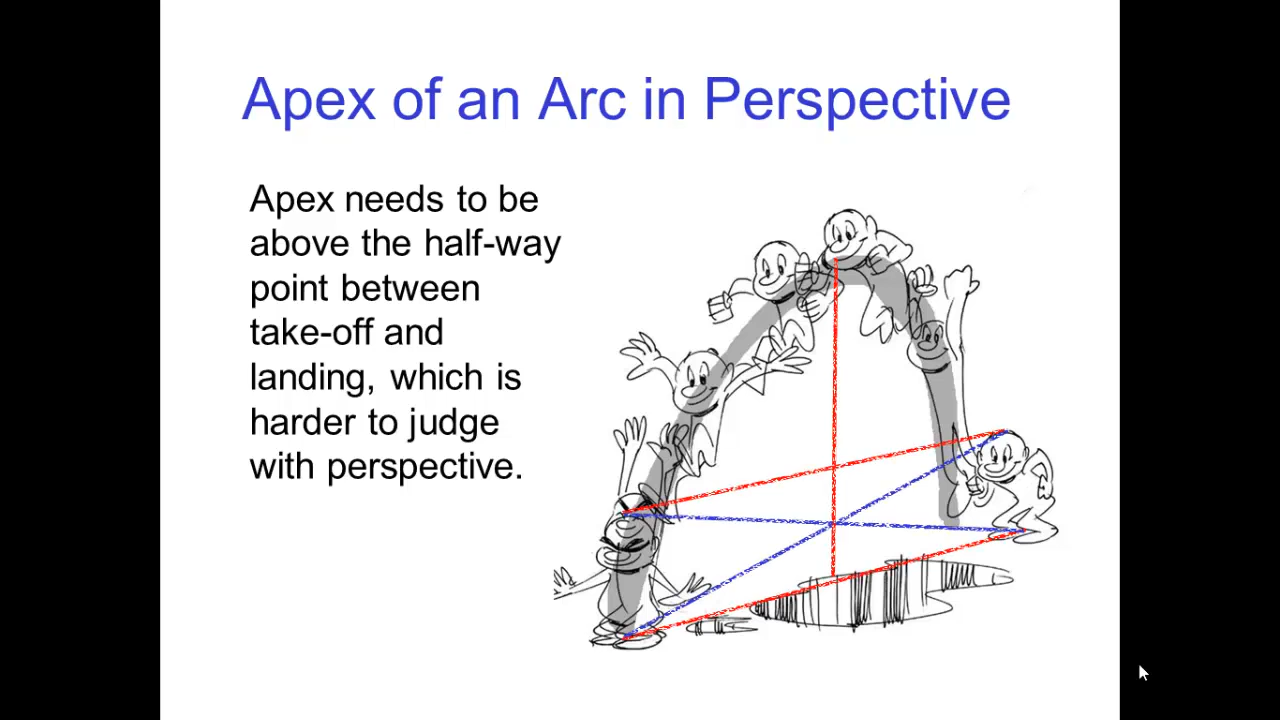 Apex of an Arc in Perspective
Apex needs to be
above the half-way
point between
take-off and
landing, which is
harder to judge
with perspective.